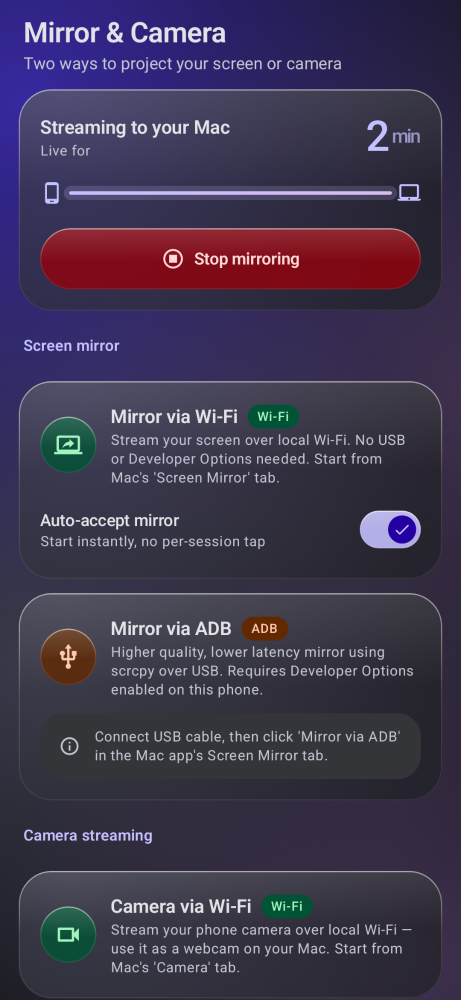 Mirror & Camera
Two ways to project your screen or camera
Streaming to your Mac
Live for
2 min
Stop mirroring
Screen mirror
Mirror via Wi-Fi Wi-Fi
Stream your screen over local Wi-Fi. No USB
or Developer Options needed. Start from
Mac's 'Screen Mirror' tab.
Auto-accept mirror
Start instantly, no per-session tap
Mirror via ADB ADB
Higher quality, lower latency mirror using
scrcpy over USB. Requires Developer Options
enabled on this phone.
Connect USB cable, then click 'Mirror via ADB'
in the Mac app's Screen Mirror tab.
Camera streaming
Camera via Wi-Fi Wi-Fi
Stream your phone camera over local Wi-Fi —
use it as a webcam on your Mac. Start from
Mac's 'Camera' tab.